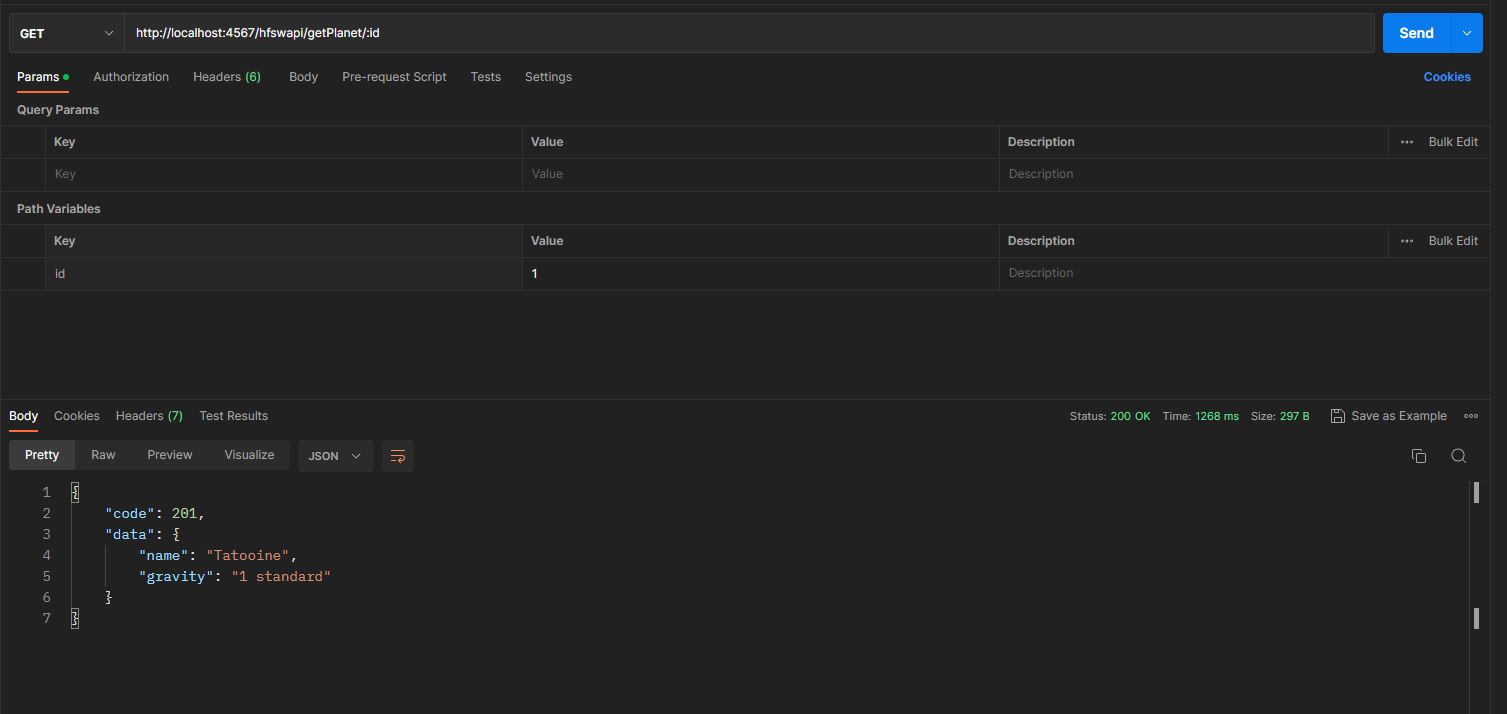 GET http://localhost:4567/hfswapi/getPlanet/:id Send
Params Authorization Headers (6) Body Pre-request Script Tests Settings Cookies
Query Params
Key Value Description ••• Bulk Edit
Key Value Description
Path Variables
Key Value Description ••• Bulk Edit
id 1 Description
Body Cookies Headers (7) Test Results Status: 200 OK Time: 1268 ms Size: 297 B Save as Example
Pretty Raw Preview Visualize JSON
1 {
2 "code": 201,
3 "data": {
4 "name": "Tatooine",
5 "gravity": "1 standard"
6 }
7 }